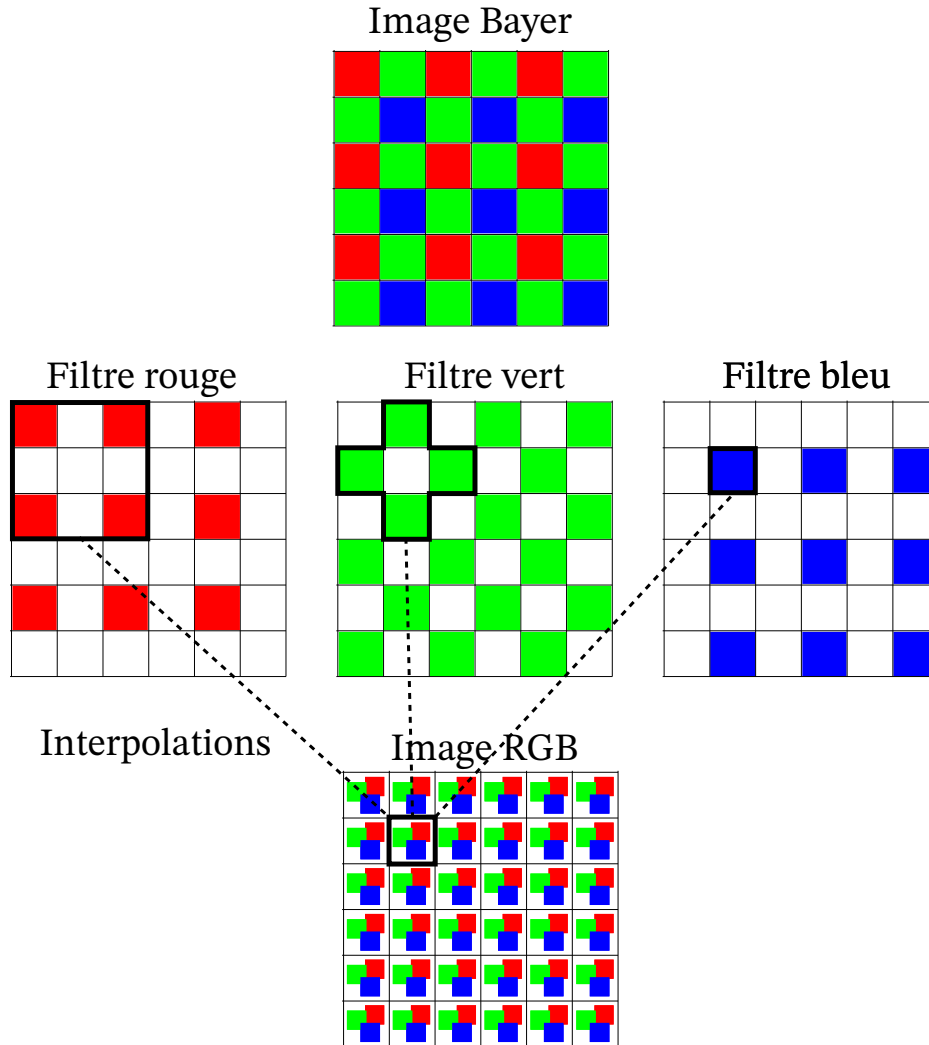 Image Bayer
Filtre rouge
Filtre vert
Filtre bleu
Interpolations
Image RGB